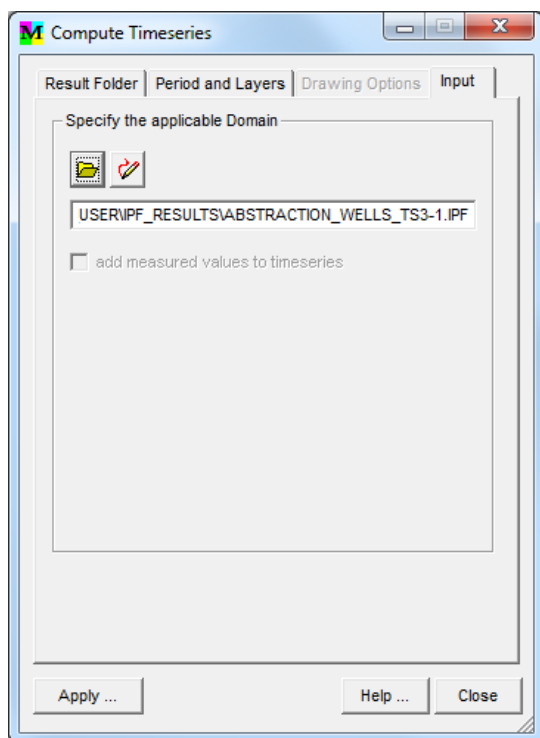 M Compute Timeseries
Result Folder Period and Layers Drawing Options Input
Specify the applicable Domain
USER\IPF_RESULTS\ABSTRACTION_WELLS_TS3-1.IPF
add measured values to timeseries
Apply ... Help ... Close